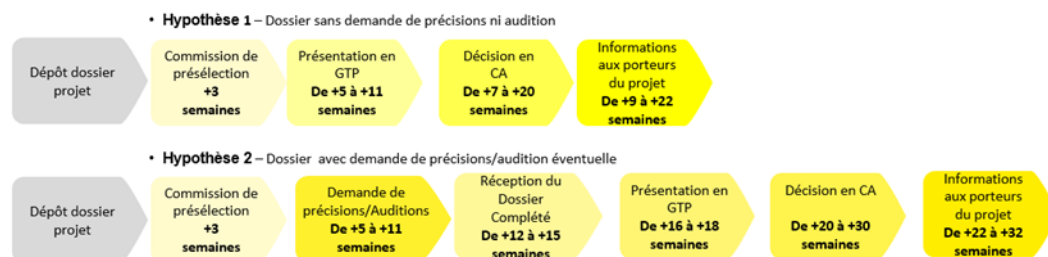 • Hypothèse 1 – Dossier sans demande de précisions ni audition
Dépôt dossier
projet
Commission de
présélection
+3
semaines
Présentation en
GTP
De +5 à +11
semaines
Décision en
CA
De +7 à +20
semaines
Informations
aux porteurs
du projet
De +9 à +22
semaines
• Hypothèse 2 – Dossier avec demande de précisions/audition éventuelle
Dépôt dossier
projet
Commission de
présélection
+3
semaines
Demande de
précisions/Auditions
De +5 à +11
semaines
Réception du
Dossier
Complété
De +12 à +15
semaines
Présentation en
GTP
De +16 à +18
semaines
Décision en CA
De +20 à +30
semaines
Informations
aux porteurs
du projet
De +22 à +32
semaines